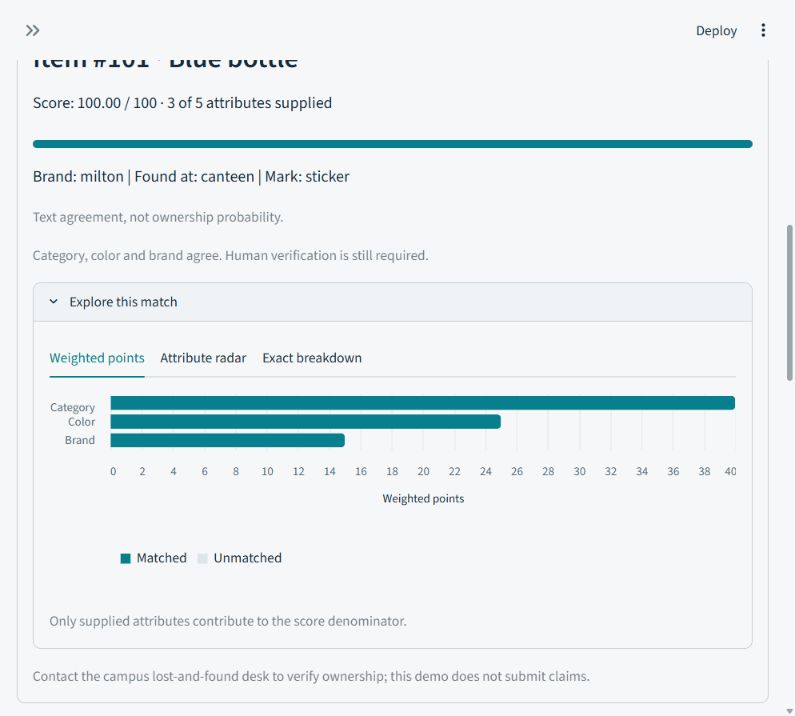 Deploy
Item #101 · Blue bottle
Score: 100.00 / 100 · 3 of 5 attributes supplied
Brand: milton | Found at: canteen | Mark: sticker
Text agreement, not ownership probability.
Category, color and brand agree. Human verification is still required.
Explore this match
Weighted points Attribute radar Exact breakdown
Category
Color
Brand
0 2 4 6 8 10 12 14 16 18 20 22 24 26 28 30 32 34 36 38 40
Weighted points
Matched Unmatched
Only supplied attributes contribute to the score denominator.
Contact the campus lost-and-found desk to verify ownership; this demo does not submit claims.